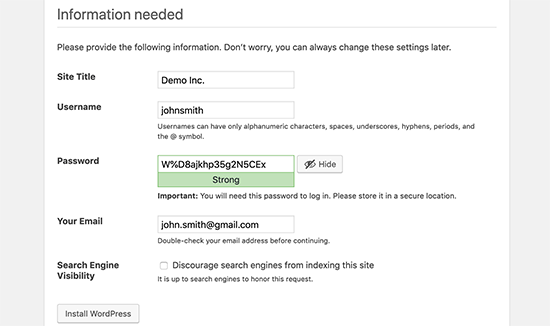 Information needed
Please provide the following information. Don't worry, you can always change these settings later.
Site Title
Demo Inc.
Username
johnsmith
Usernames can have only alphanumeric characters, spaces, underscores, hyphens, periods, and
the @ symbol.
Password
W%D8ajkhp35g2N5CEx
Hide
Strong
Important: You will need this password to log in. Please store it in a secure location.
Your Email
john.smith@gmail.com
Double-check your email address before continuing.
Search Engine
Visibility
Discourage search engines from indexing this site
It is up to search engines to honor this request.
Install WordPress